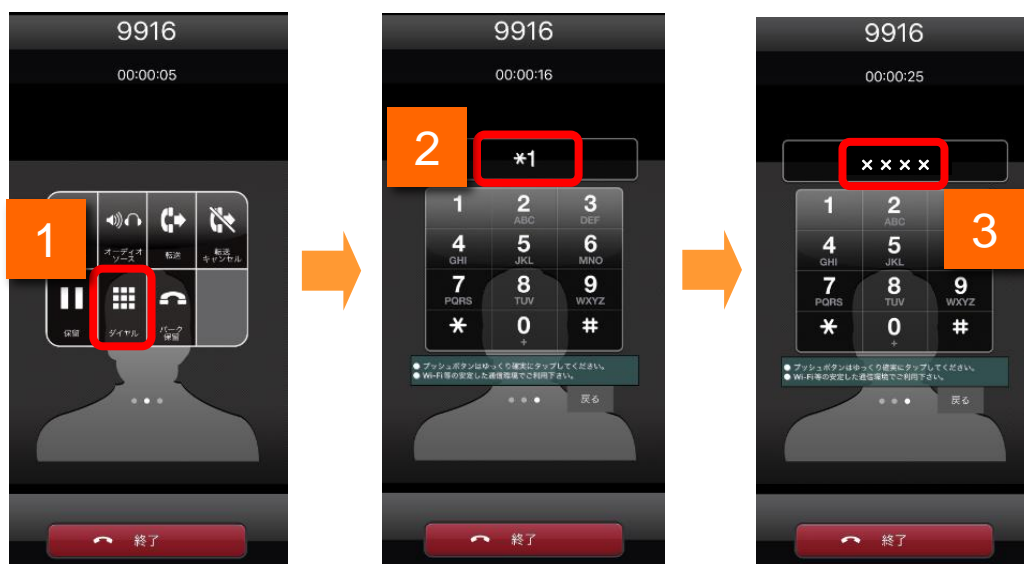 9916
00:00:05
1
オーディオ
ソース
転送
転送
キャンセル
保留
ダイヤル
パーク
保留
終了
9916
00:00:16
2
*1
1
2
ABC
3
DEF
4
GHI
5
JKL
6
MNO
7
PQRS
8
TUV
9
WXYZ
*
0
+
#
● プッシュボタンはゆっくり確実にタップしてください。
● Wi-Fi等の安定した通信環境でご利用下さい。
戻る
終了
9916
00:00:25
××××
3
1
2
ABC
4
GHI
5
JKL
7
PQRS
8
TUV
9
WXYZ
*
0
+
#
● プッシュボタンはゆっくり確実にタップしてください。
● Wi-Fi等の安定した通信環境でご利用下さい。
戻る
終了